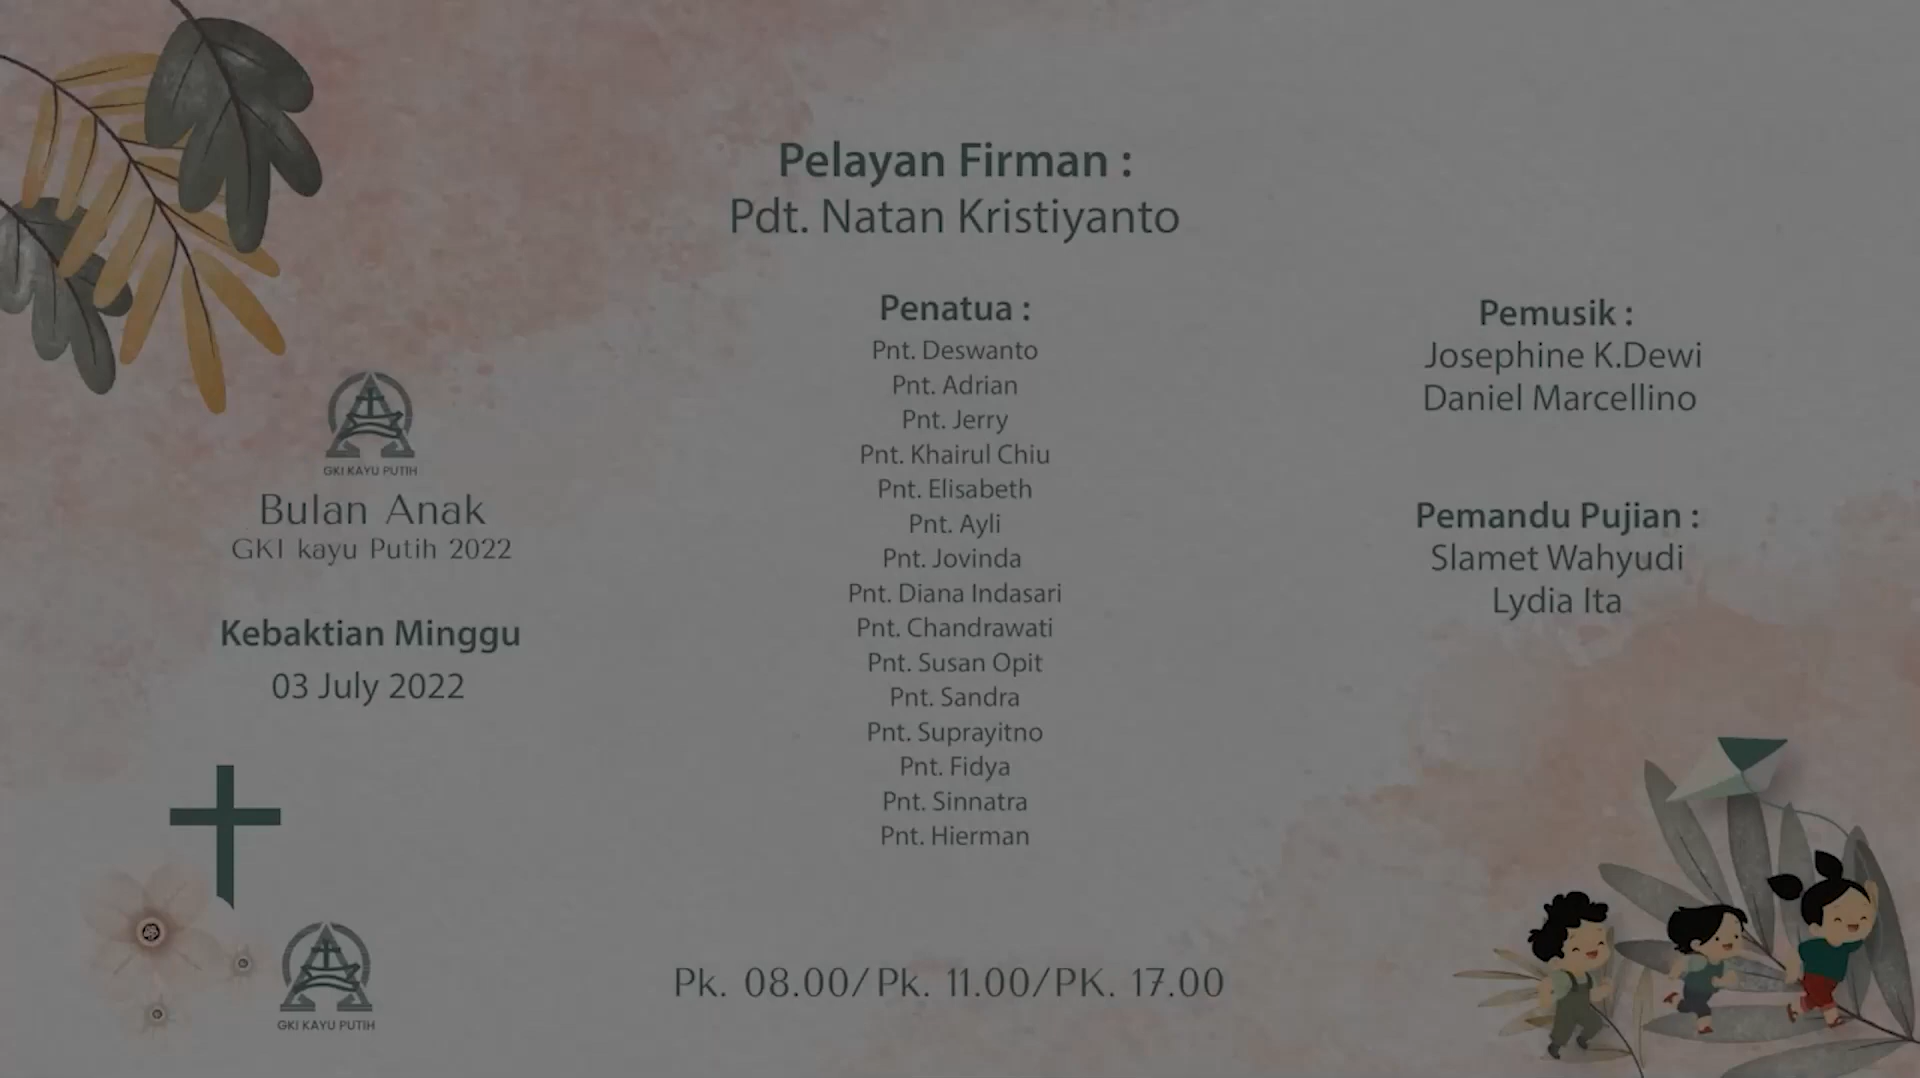 GKI KAYU PUTIH
Bulan Anak
GKI kayu Putih 2022
Kebaktian Minggu
03 July 2022
GKI KAYU PUTIH
Pelayan Firman :
Pdt. Natan Kristiyanto
Penatua :
Pnt. Deswanto
Pnt. Adrian
Pnt. Jerry
Pnt. Khairul Chiu
Pnt. Elisabeth
Pnt. Ayli
Pnt. Jovinda
Pnt. Diana Indasari
Pnt. Chandrawati
Pnt. Susan Opit
Pnt. Sandra
Pnt. Suprayitno
Pnt. Fidya
Pnt. Sinnatra
Pnt. Hierman
Pemusik :
Josephine K.Dewi
Daniel Marcellino
Pemandu Pujian :
Slamet Wahyudi
Lydia Ita
Pk. 08.00/Pk. 11.00/PK. 17.00